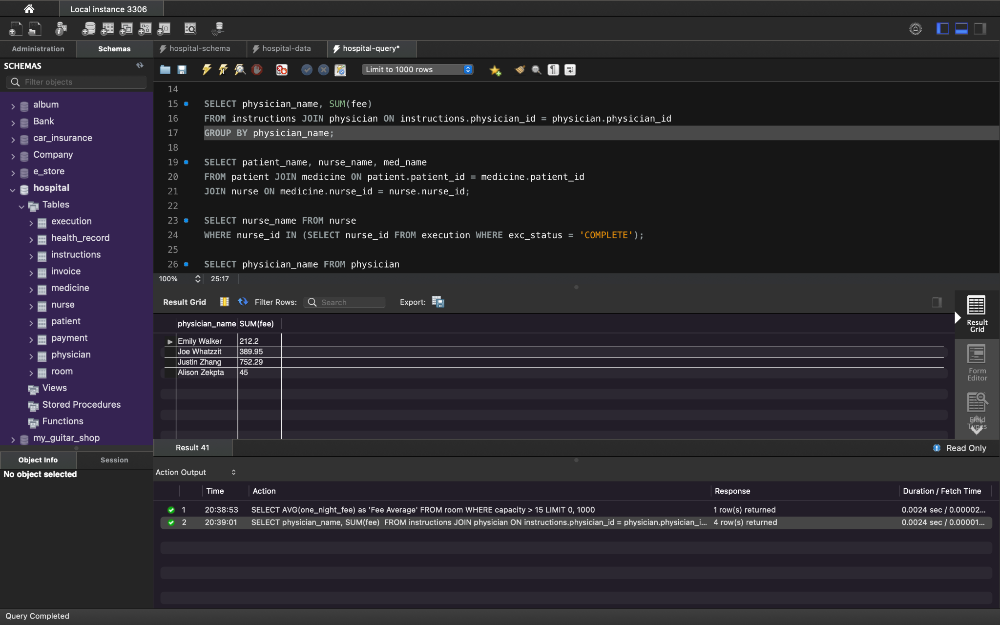 Local instance 3306
Administration
Schemas
hospital-schema
hospital-data
hospital-query*
SCHEMAS
Filter objects
Limit to 1000 rows
album
Bank
car_insurance
Company
e_store
hospital
Tables
execution
health_record
instructions
invoice
medicine
nurse
patient
payment
physician
room
Views
Stored Procedures
Functions
my_guitar_shop
Object Info
Session
No object selected
14
15 SELECT physician_name, SUM(fee)
16 FROM instructions JOIN physician ON instructions.physician_id = physician.physician_id
17 GROUP BY physician_name;
18
19 SELECT patient_name, nurse_name, med_name
20 FROM patient JOIN medicine ON patient.patient_id = medicine.patient_id
21 JOIN nurse ON medicine.nurse_id = nurse.nurse_id;
22
23 SELECT nurse_name FROM nurse
24 WHERE nurse_id IN (SELECT nurse_id FROM execution WHERE exc_status = 'COMPLETE');
25
26 SELECT physician_name FROM physician
100% 25:17
Result Grid Filter Rows: Search Export:
physician_name SUM(fee)
Emily Walker 212.2
Joe Whatzzit 389.95
Justin Zhang 752.29
Alison Zekpta 45
Result
Grid
Form
Editor
Field
Types
Result 41
Read Only
Action Output
Time Action Response Duration / Fetch Time
1 20:38:53 SELECT AVG(one_night_fee) as 'Fee Average' FROM room WHERE capacity > 15 LIMIT 0, 1000 1 row(s) returned 0.0024 sec / 0.00002...
2 20:39:01 SELECT physician_name, SUM(fee) FROM instructions JOIN physician ON instructions.physician_id = physician.physician_i... 4 row(s) returned 0.0024 sec / 0.00001...
Query Completed